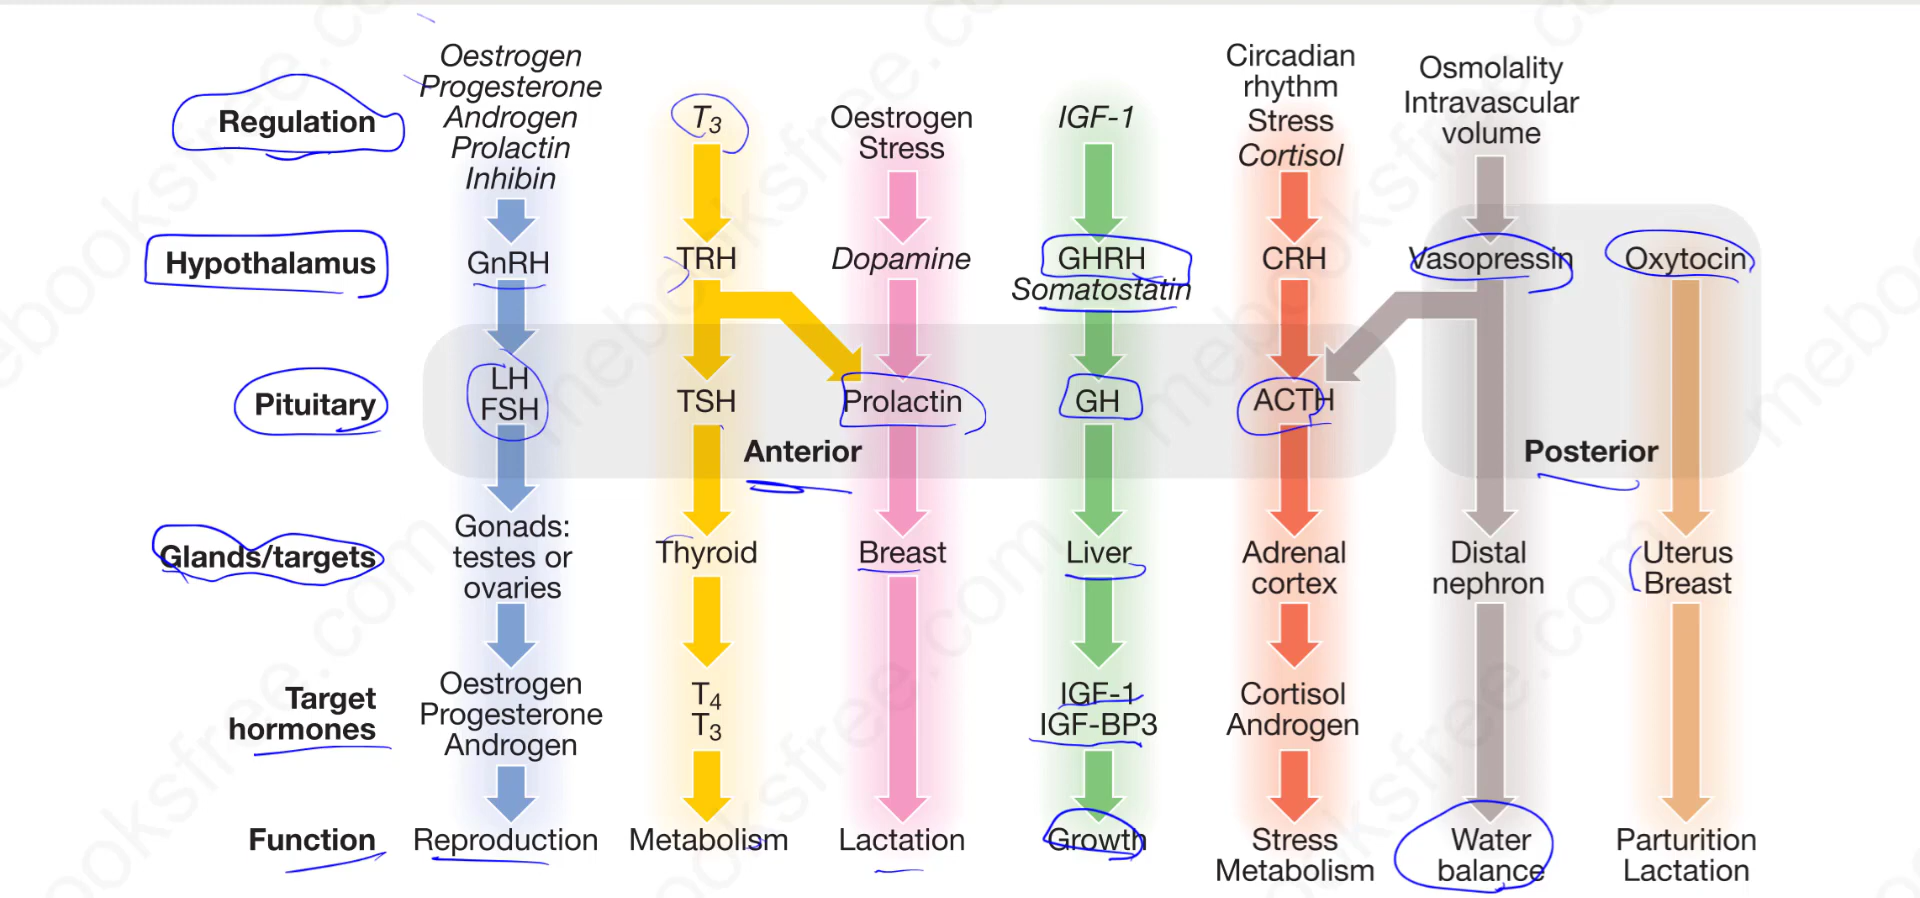 Oestrogen
Progesterone
Androgen
Prolactin
Inhibin
T3
Oestrogen
Stress
IGF-1
Circadian
rhythm
Stress
Cortisol
Osmolality
Intravascular
volume
Regulation
Hypothalamus
GnRH
TRH
Dopamine
GHRH
Somatostatin
CRH
Vasopressin
Oxytocin
Pituitary
LH
FSH
TSH
Prolactin
GH
ACTH
Anterior
Posterior
Glands/targets
Gonads:
testes or
ovaries
Thyroid
Breast
Liver
Adrenal
cortex
Distal
nephron
Uterus
Breast
Target
hormones
Oestrogen
Progesterone
Androgen
T4
T3
IGF-1
IGF-BP3
Cortisol
Androgen
Function
Reproduction
Metabolism
Lactation
Growth
Stress
Metabolism
Water
balance
Parturition
Lactation
mebooksfree.com